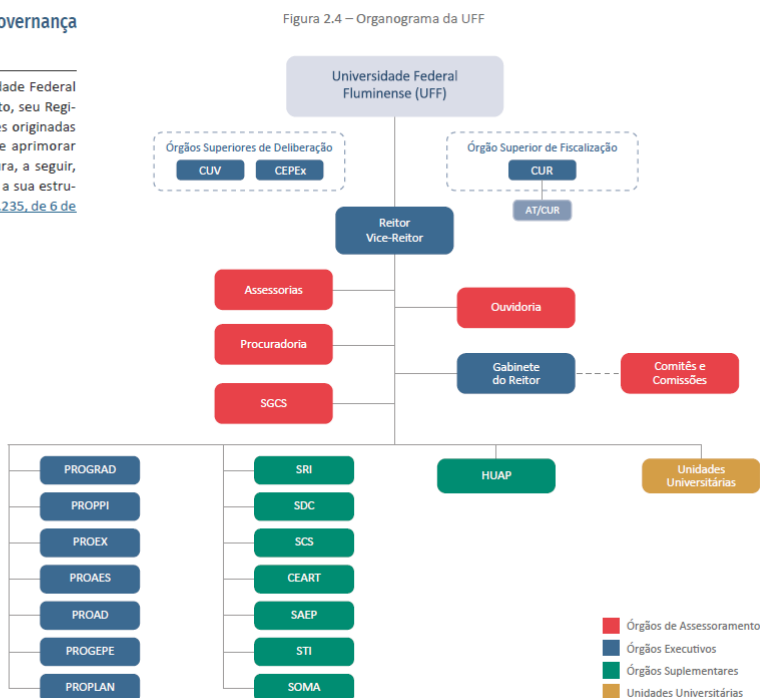 overnança
dade Federal
to, seu Regi-
es originadas
e aprimorar
ura, a seguir,
a sua estru-
.235, de 6 de
Figura 2.4 – Organograma da UFF
Universidade Federal
Fluminense (UFF)
Órgãos Superiores de Deliberação
CUV
CEPEx
Órgão Superior de Fiscalização
CUR
AT/CUR
Reitor
Vice-Reitor
Assessorias
Ouvidoria
Procuradoria
Gabinete
do Reitor
Comitês e
Comissões
SGCS
PROGRAD
PROPPI
PROEX
PROAES
PROAD
PROGEPE
PROPLAN
SRI
SDC
SCS
CEART
SAEP
STI
SOMA
HUAP
Unidades
Universitárias
Órgãos de Assessoramento
Órgãos Executivos
Órgãos Suplementares
Unidades Universitárias